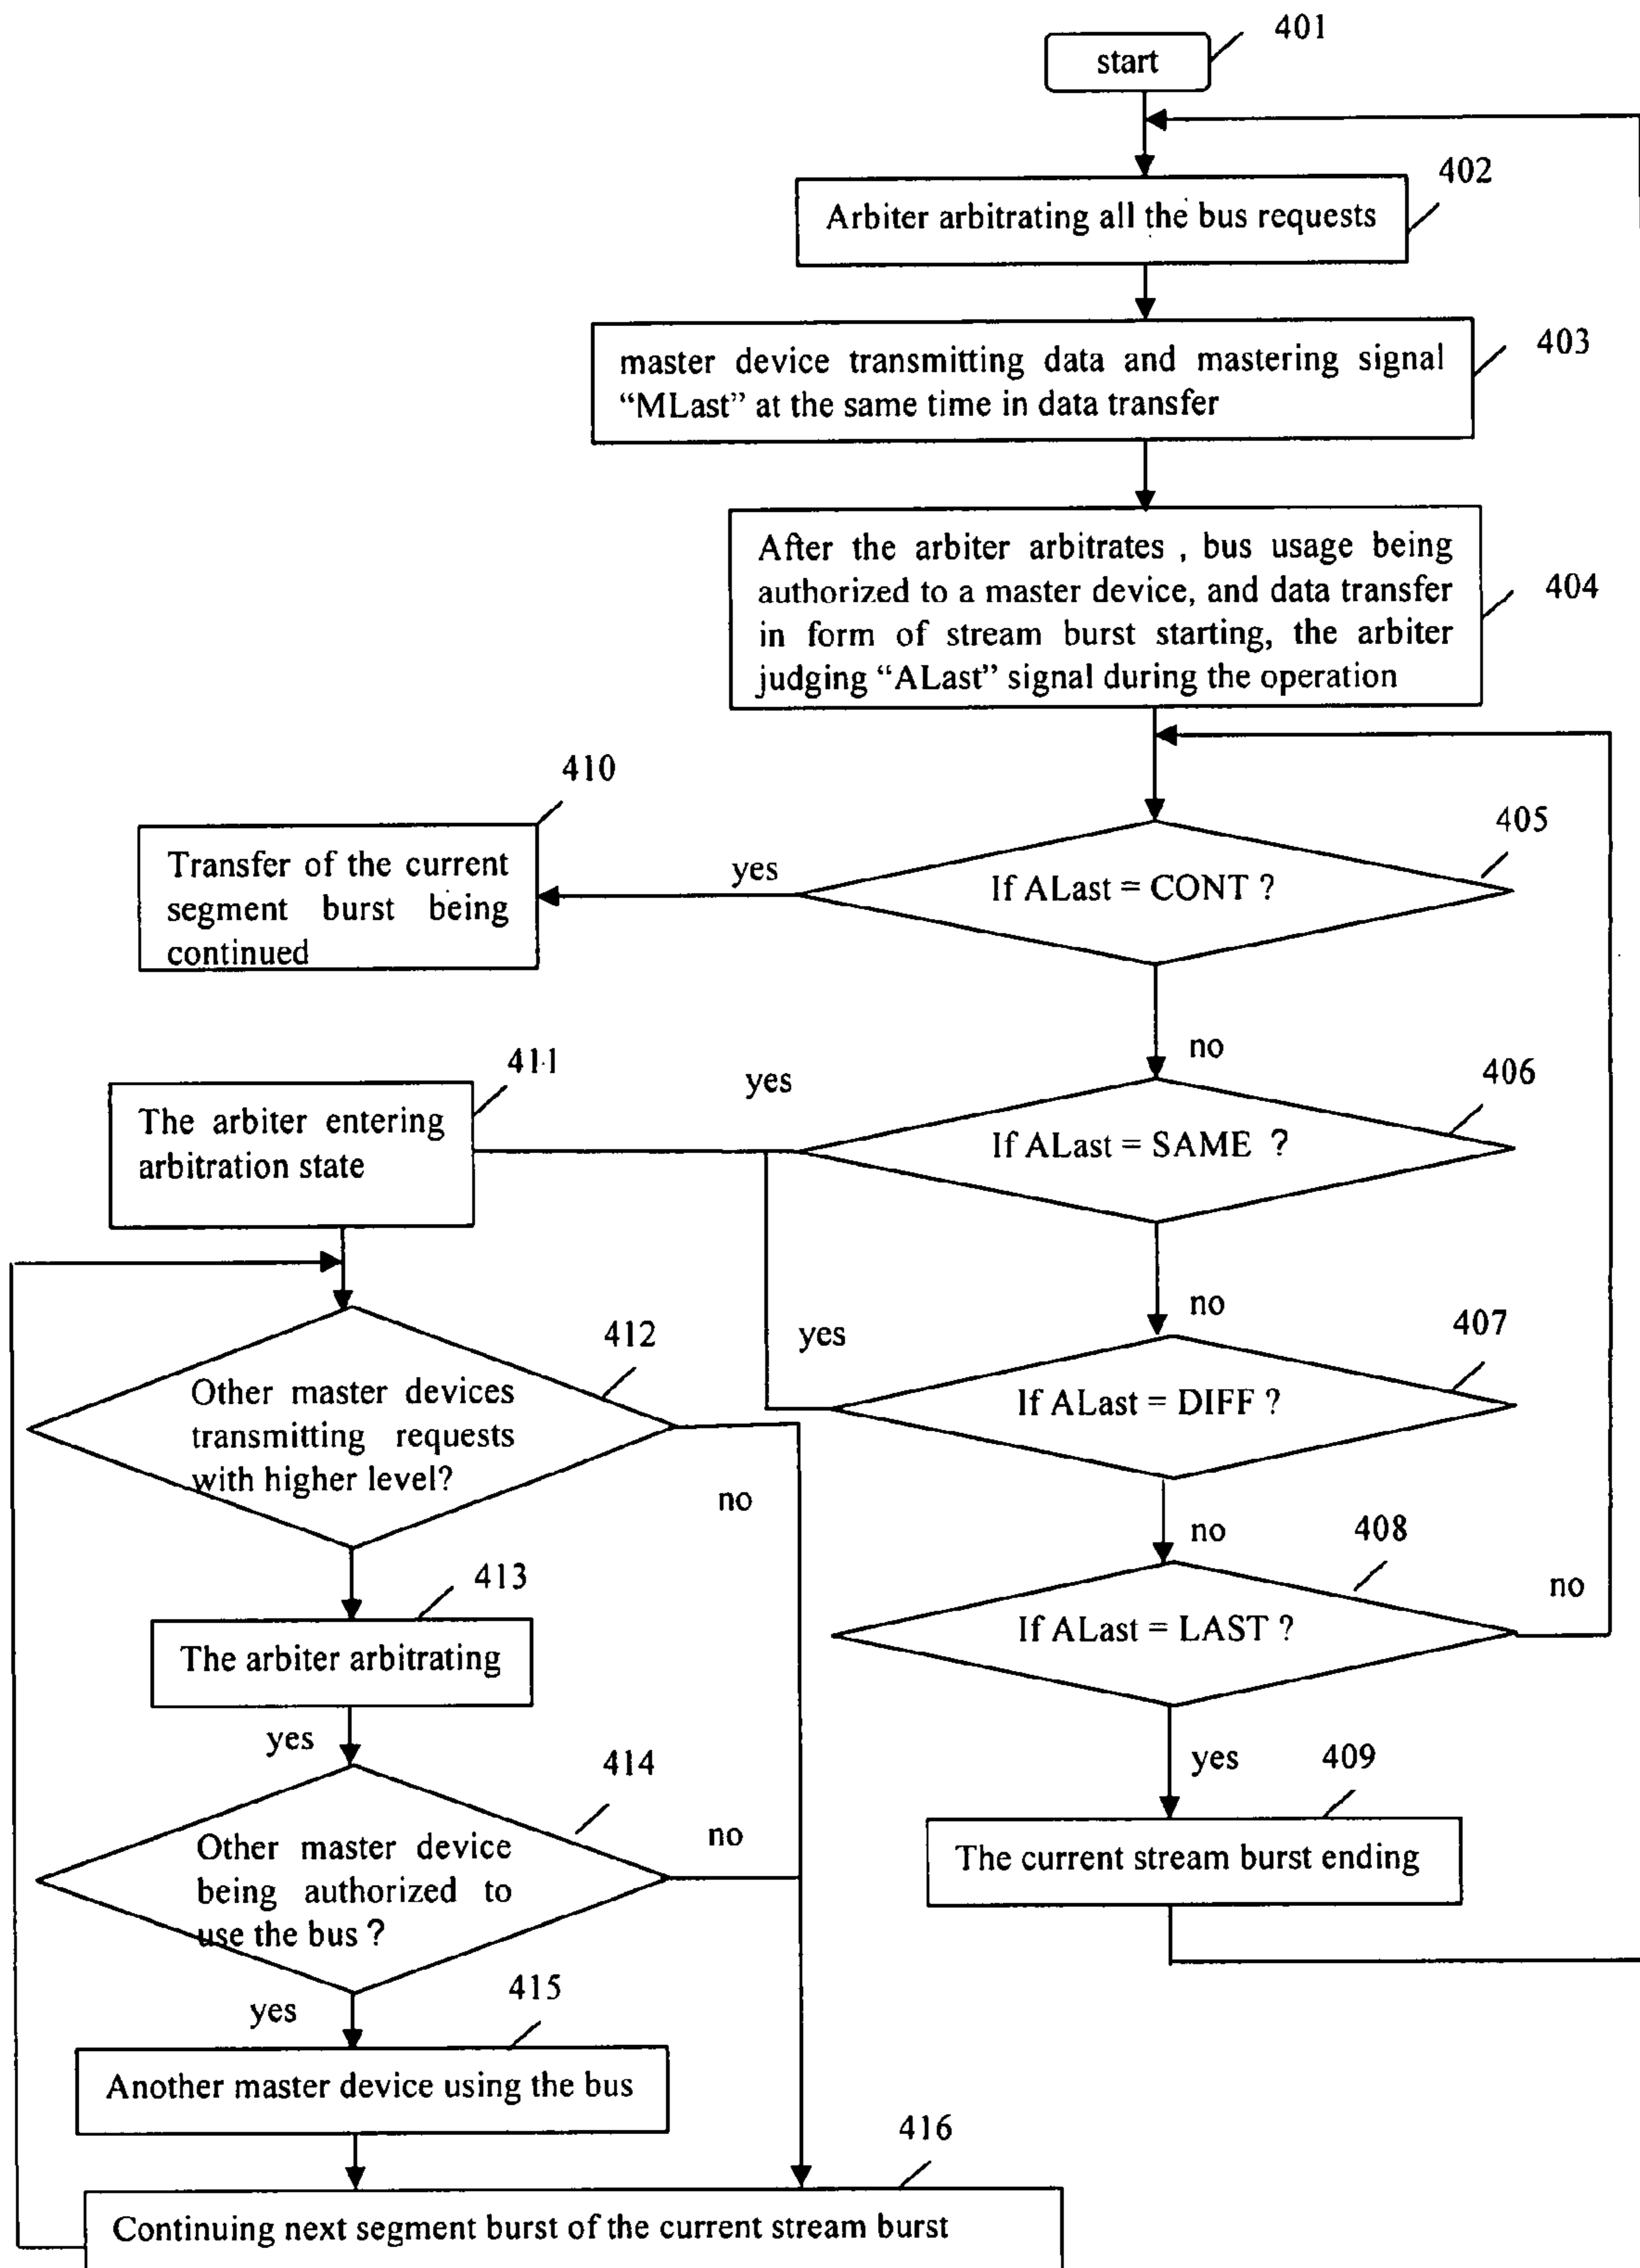 start
401
402
Arbiter arbitrating all the bus requests
403
master device transmitting data and mastering signal
“MLast” at the same time in data transfer
After the arbiter arbitrates , bus usage being
authorized to a master device, and data transfer
in form of stream burst starting, the arbiter
judging “ALast” signal during the operation
404
410
Transfer of the current
segment burst being
continued
yes
405
If ALast = CONT ?
no
411
The arbiter entering
arbitration state
yes
406
If ALast = SAME ?
no
412
Other master devices
transmitting requests
with higher level?
no
yes
407
If ALast = DIFF ?
no
408
If ALast = LAST ?
no
413
The arbiter arbitrating
yes
414
Other master device
being authorized to
use the bus ?
no
yes
409
The current stream burst ending
yes
415
Another master device using the bus
416
Continuing next segment burst of the current stream burst